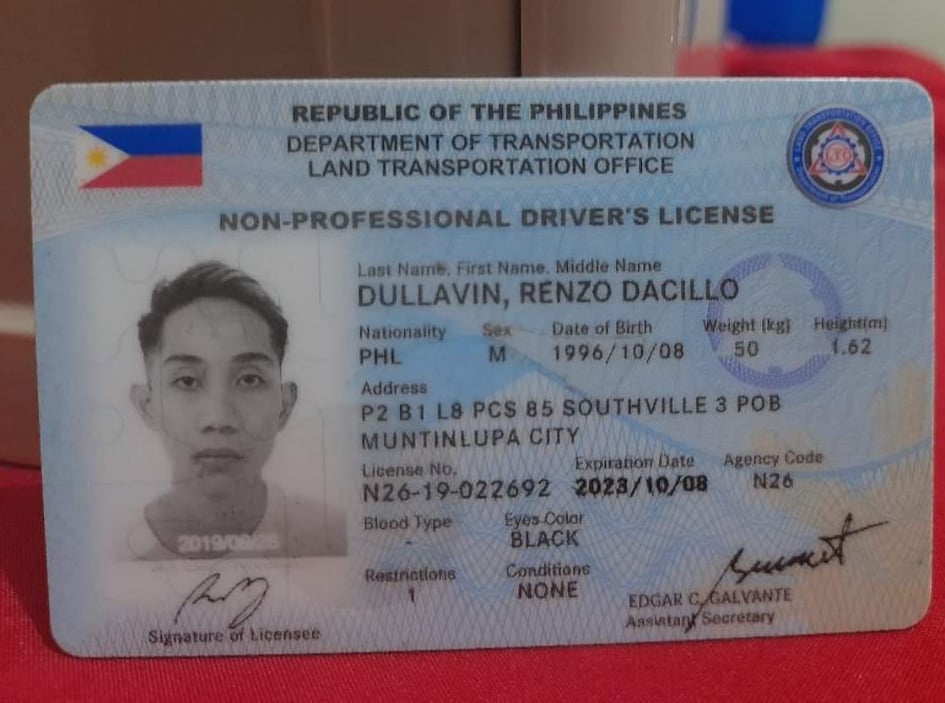 REPUBLIC OF THE PHILIPPINES
DEPARTMENT OF TRANSPORTATION
LAND TRANSPORTATION OFFICE
LTO
NON-PROFESSIONAL DRIVER'S LICENSE
Last Name, First Name, Middle Name
DULLAVIN, RENZO DACILLO
Nationality Sex Date of Birth Weight (kg) Height(m)
PHL M 1996/10/08 50 1.62
Address
P2 B1 L8 PCS 85 SOUTHVILLE 3 POB
MUNTINLUPA CITY
License No. Expiration Date Agency Code
N26-19-022692 2023/10/08 N26
Blood Type Eyes Color
- BLACK
Restrictions Conditions
1 NONE
EDGAR C. GALVANTE
Assistant Secretary
Signature of Licensee